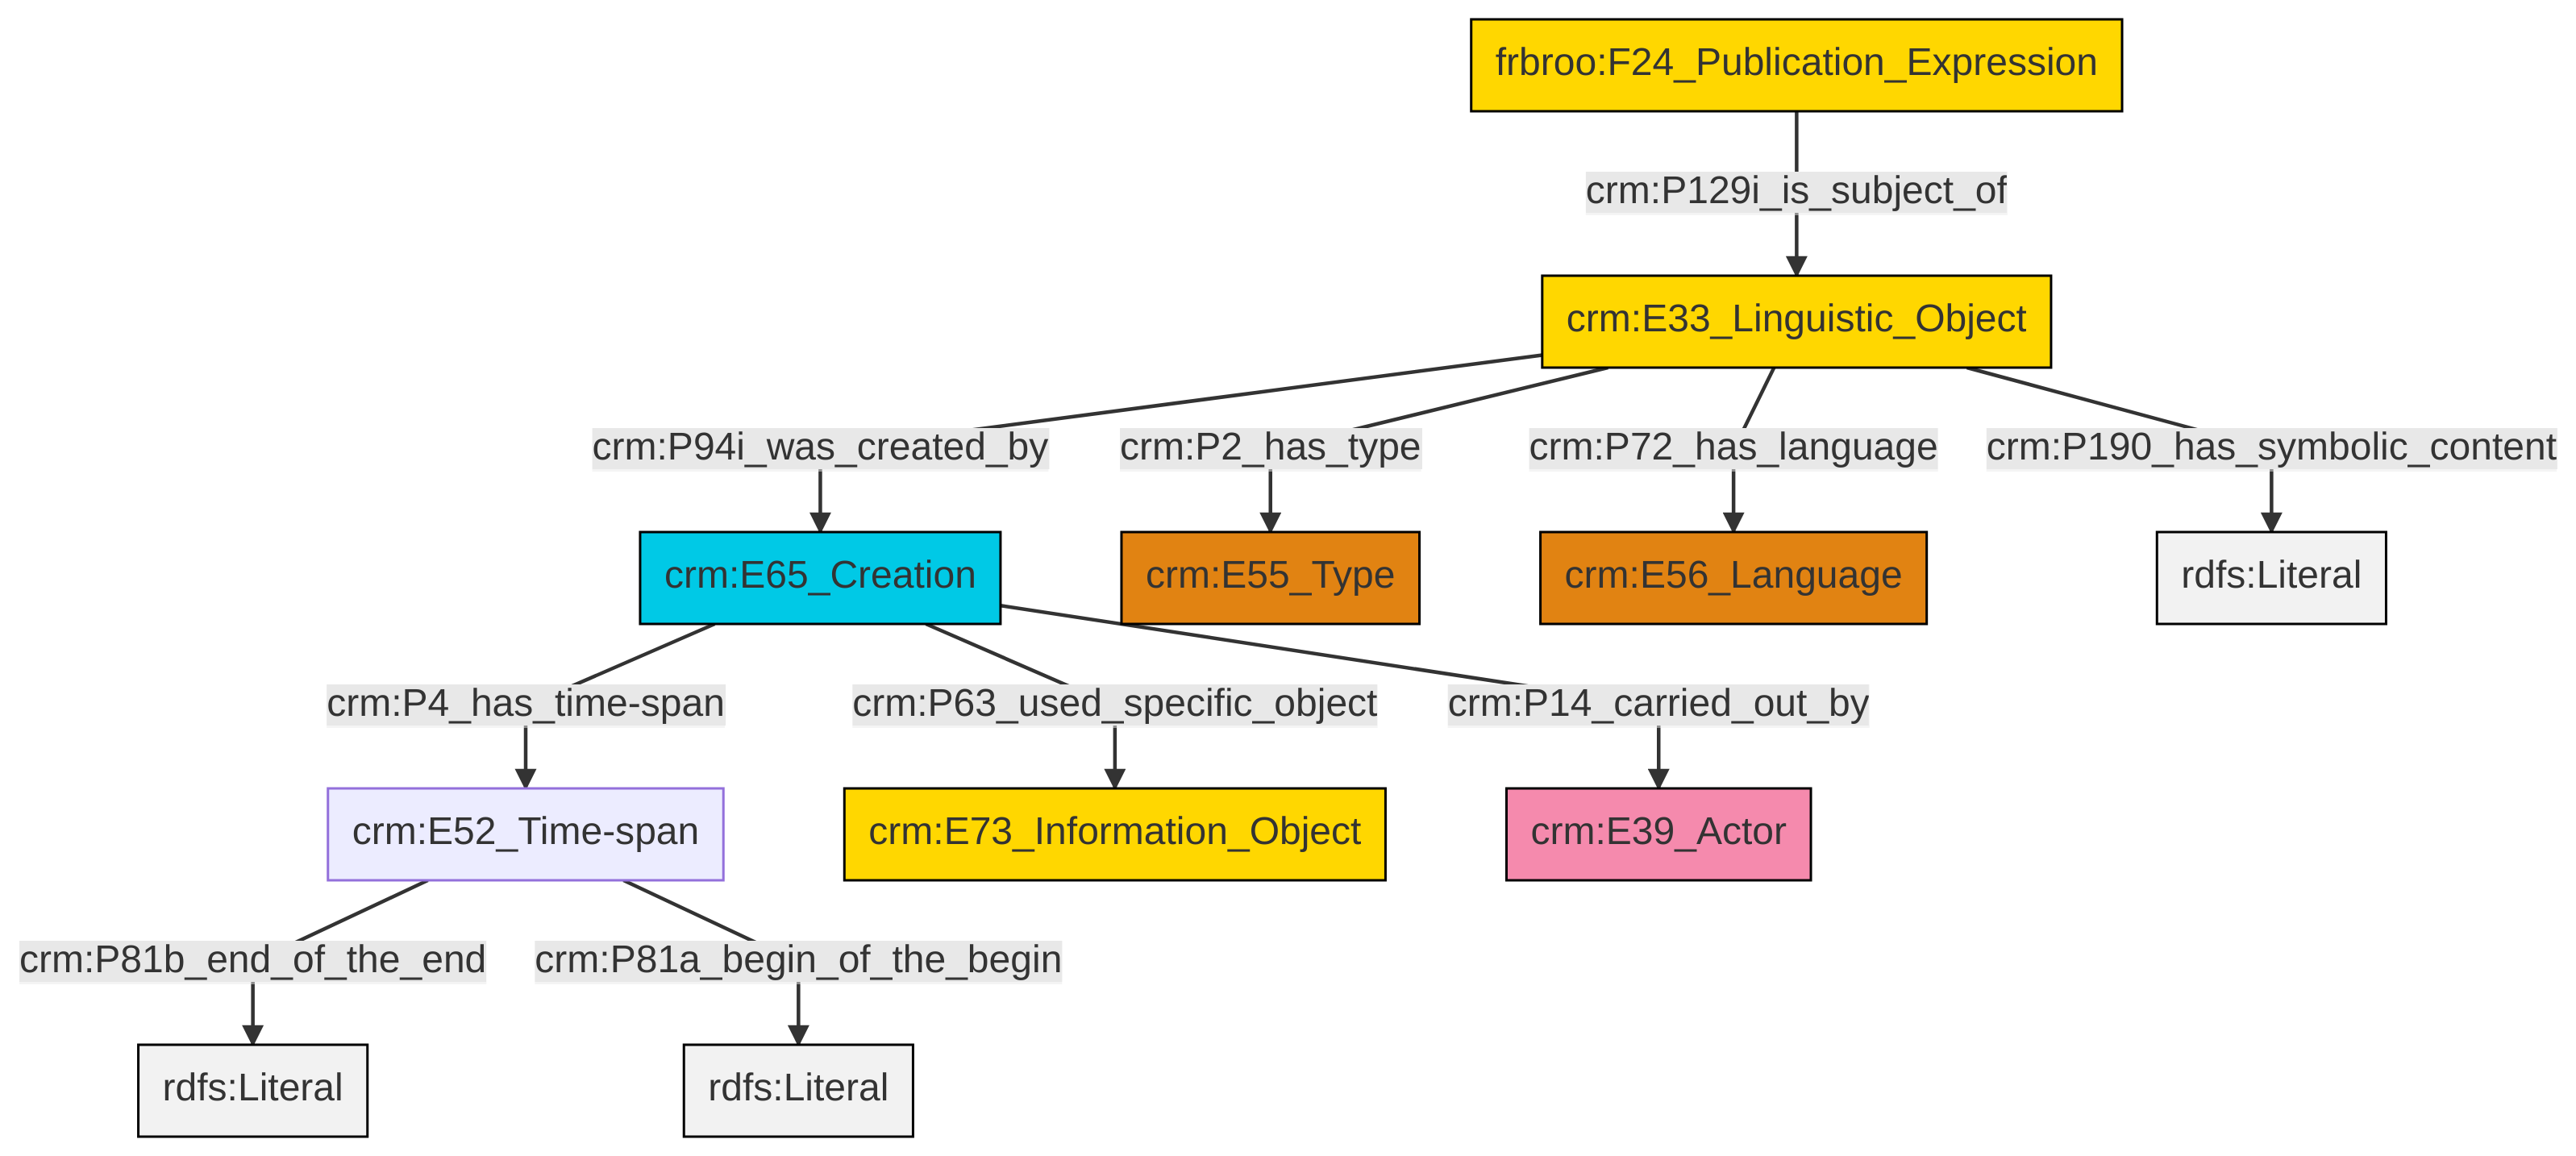 frbroo:F24_Publication_Expression
crm:P129i_is_subject_of
crm:E33_Linguistic_Object
crm:P94i_was_created_by
crm:P2_has_type
crm:P72_has_language
crm:P190_has_symbolic_content
crm:E65_Creation
crm:E55_Type
crm:E56_Language
rdfs:Literal
crm:P4_has_time-span
crm:P63_used_specific_object
crm:P14_carried_out_by
crm:E52_Time-span
crm:E73_Information_Object
crm:E39_Actor
crm:P81b_end_of_the_end
crm:P81a_begin_of_the_begin
rdfs:Literal
rdfs:Literal